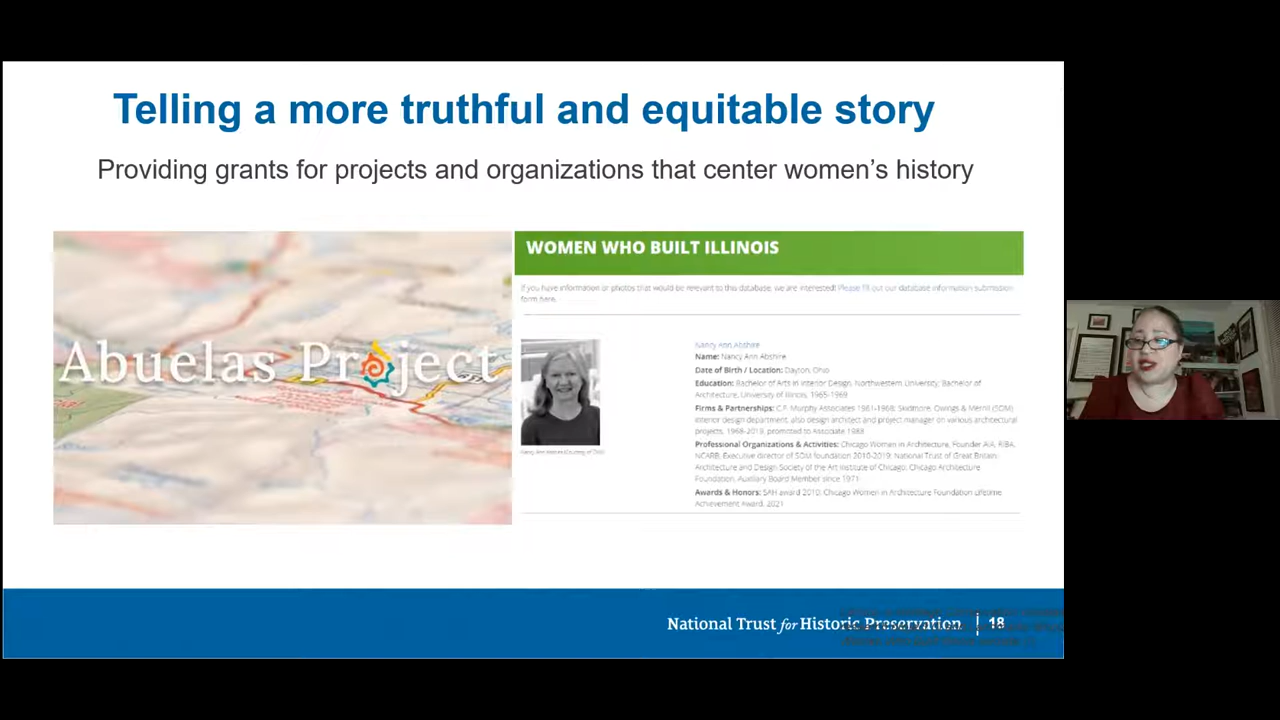 Telling a more truthful and equitable story
Providing grants for projects and organizations that center women's history
Abuelas Project
WOMEN WHO BUILT ILLINOIS
If you have information or photos that would be relevant to this database, we are interested! Please fill out our database information submission
form here.
Nancy Ann Abshire
Name: Nancy Ann Abshire
Date of Birth / Location: Dayton, Ohio
Education: Bachelor of Arts in Interior Design, Northwestern University; Bachelor of
Architecture, University of Illinois, 1965-1969
Firms & Partnerships: C.F. Murphy Associates 1961-1968; Skidmore, Owings & Merrill (SOM)
interior design department, also design architect and project manager on various architectural
projects, 1968-2019, promoted to Associate
Professional Organizations & Activities: Chicago Women in Architecture, Founder AIA, RIBA,
NCARB, Executive director of SOM foundation 2010-2019; National Trust of Great Britain
Architecture and Design Society of the Art Institute of Chicago; Chicago Architecture
Foundation, Auxiliary Board Member since 1971
Awards & Honors: SAH award 2010; Chicago Women in Architecture Foundation Lifetime
Achievement Award, 2021
National Trust for Historic Preservation | 18